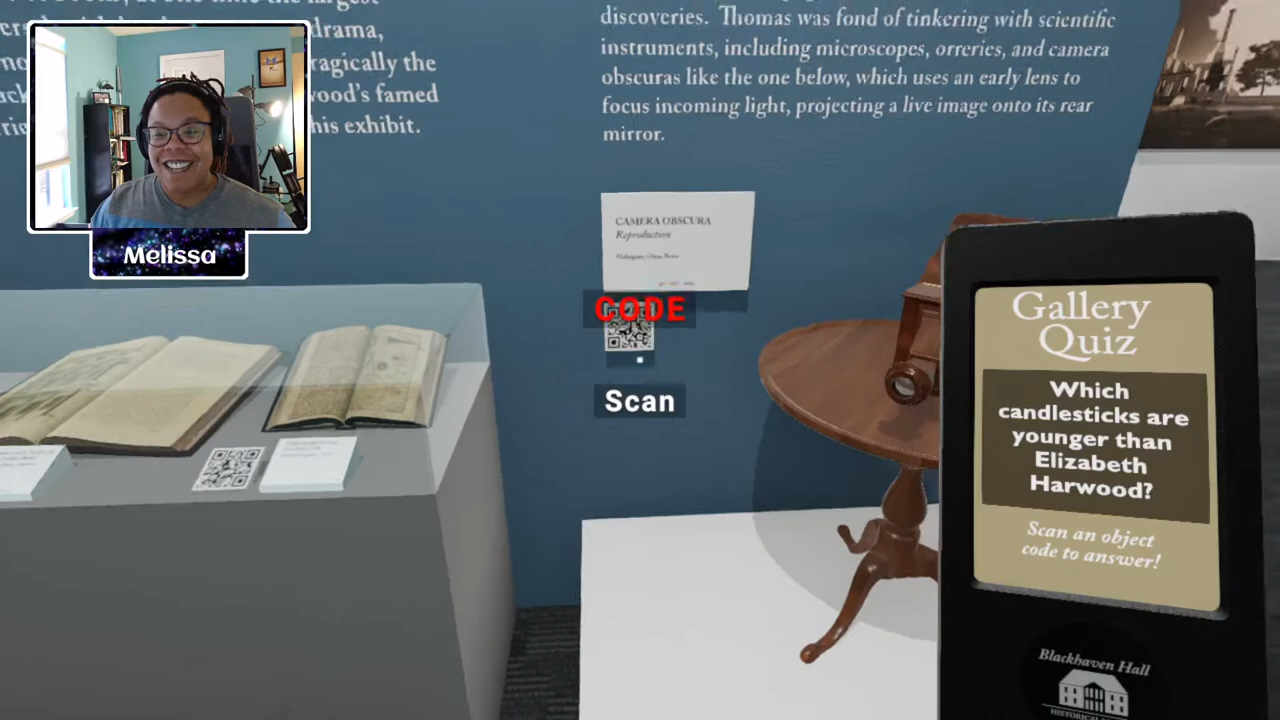 drama,
ragically the
wood's famed
his exhibit.
discoveries. Thomas was fond of tinkering with scientific
instruments, including microscopes, orreries, and camera
obscuras like the one below, which uses an early lens to
focus incoming light, projecting a live image onto its rear
mirror.
Melissa
CAMERA OBSCURA
Reproduction
CODE
Scan
Gallery
Quiz
Which
candlesticks are
younger than
Elizabeth
Harwood?
Scan an object
code to answer!
Blackhaven Hall
HISTORICAL